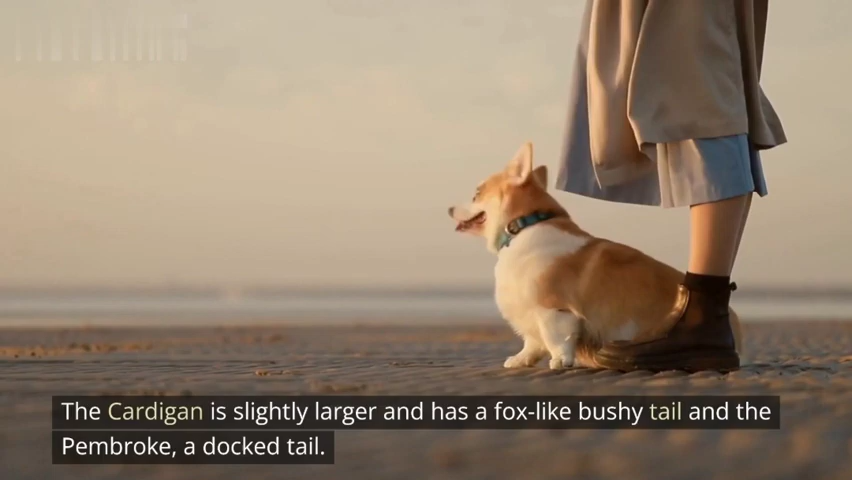 The Cardigan is slightly larger and has a fox-like bushy tail and the
Pembroke, a docked tail.